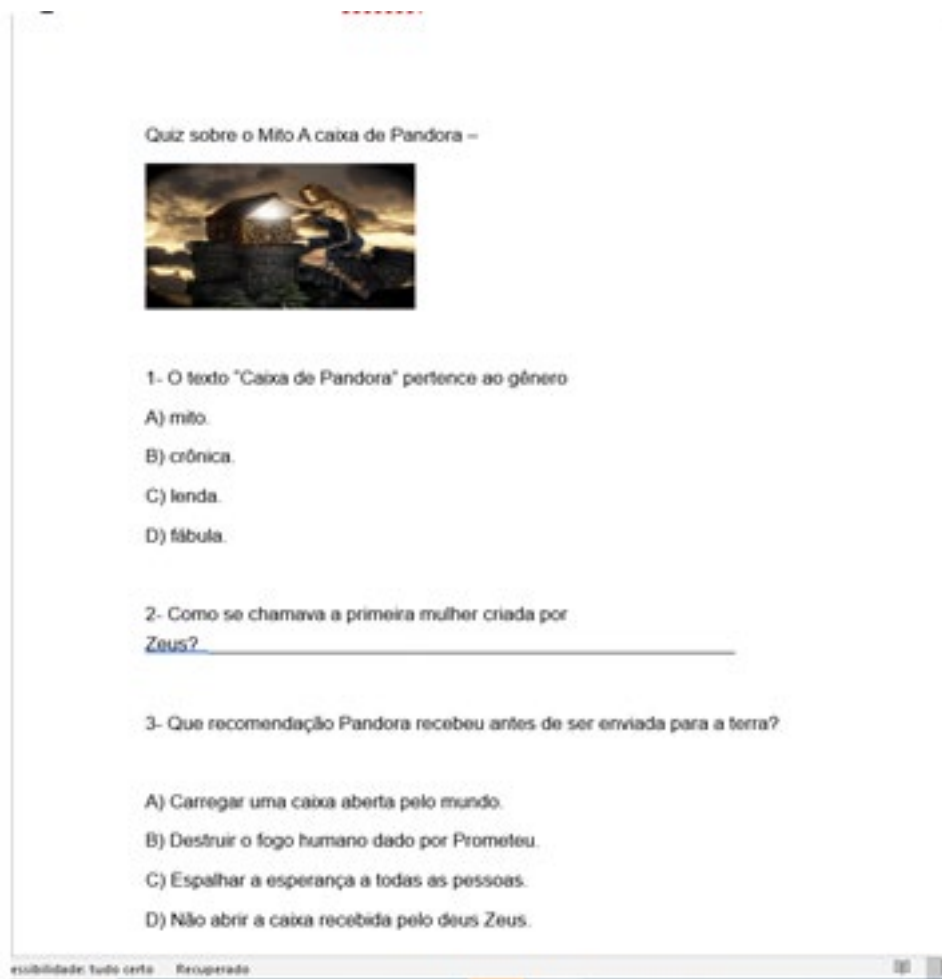 Quiz sobre o Mito A caixa de Pandora –
1- O texto "Caixa de Pandora" pertence ao gênero
A) mito.
B) crônica.
C) lenda.
D) fábula.
2- Como se chamava a primeira mulher criada por
Zeus?
3- Que recomendação Pandora recebeu antes de ser enviada para a terra?
A) Carregar uma caixa aberta pelo mundo.
B) Destruir o fogo humano dado por Prometeu.
C) Espalhar a esperança a todas as pessoas.
D) Não abrir a caixa recebida pelo deus Zeus.
essibilidade: tudo certo Recuperado